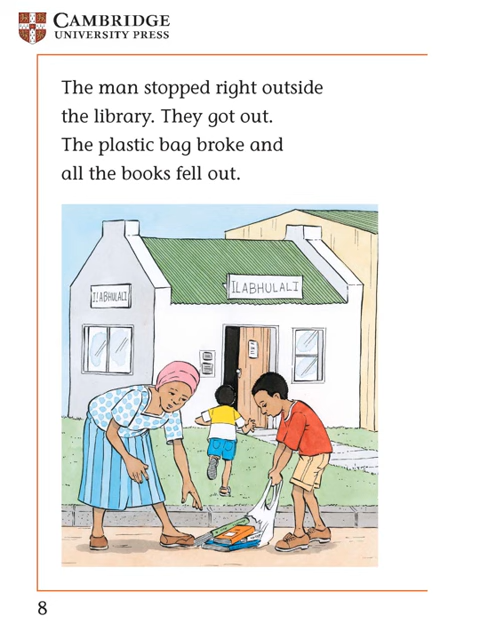 CAMBRIDGE
UNIVERSITY PRESS
The man stopped right outside
the library. They got out.
The plastic bag broke and
all the books fell out.
ILABHULALI
ILABHULALI
8